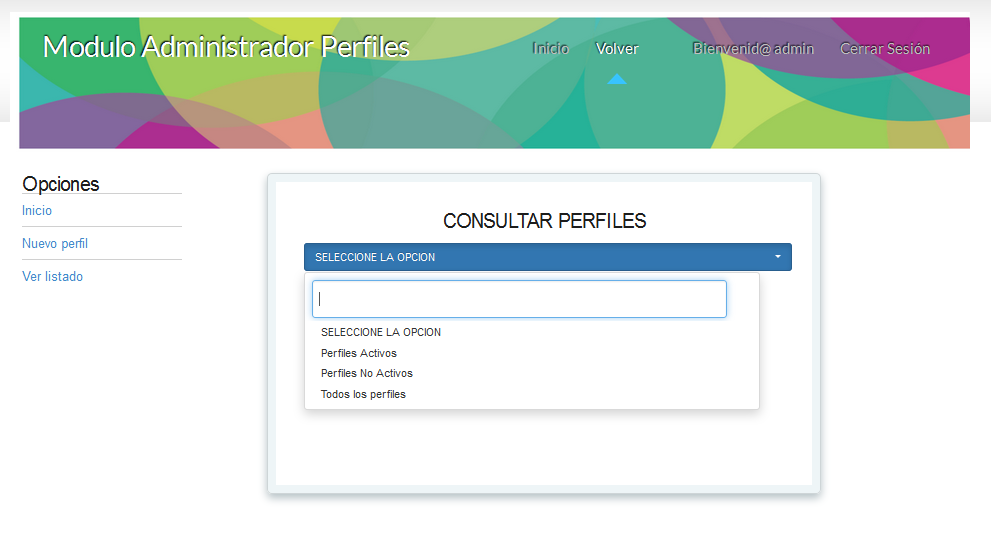 Modulo Administrador Perfiles
Inicio Volver Bienvenid@ admin Cerrar Sesión
Opciones
Inicio
Nuevo perfil
Ver listado
CONSULTAR PERFILES
SELECCIONE LA OPCION
SELECCIONE LA OPCION
Perfiles Activos
Perfiles No Activos
Todos los perfiles